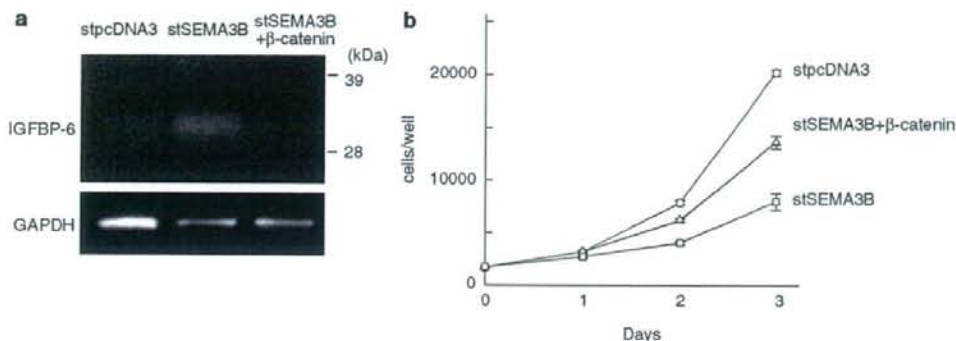 a
stpcDNA3 stSEMA3B stSEMA3B
+β-catenin
(kDa)
39
IGFBP-6
28
GAPDH
b
20000
10000
0
cells/well
stpcDNA3
stSEMA3B+β-catenin
stSEMA3B
0 1 2 3
Days